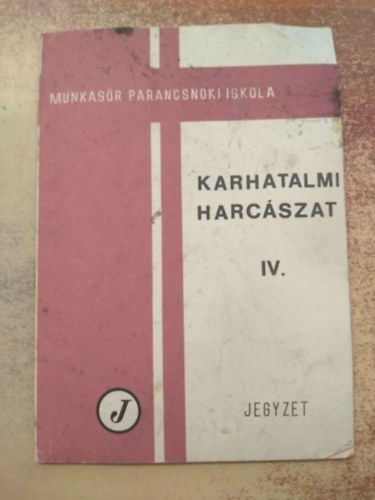 MUNKÁSŐR PARANCSNOKI ISKOLA
KARHATALMI
HARCÁSZAT
IV.
J
JEGYZET